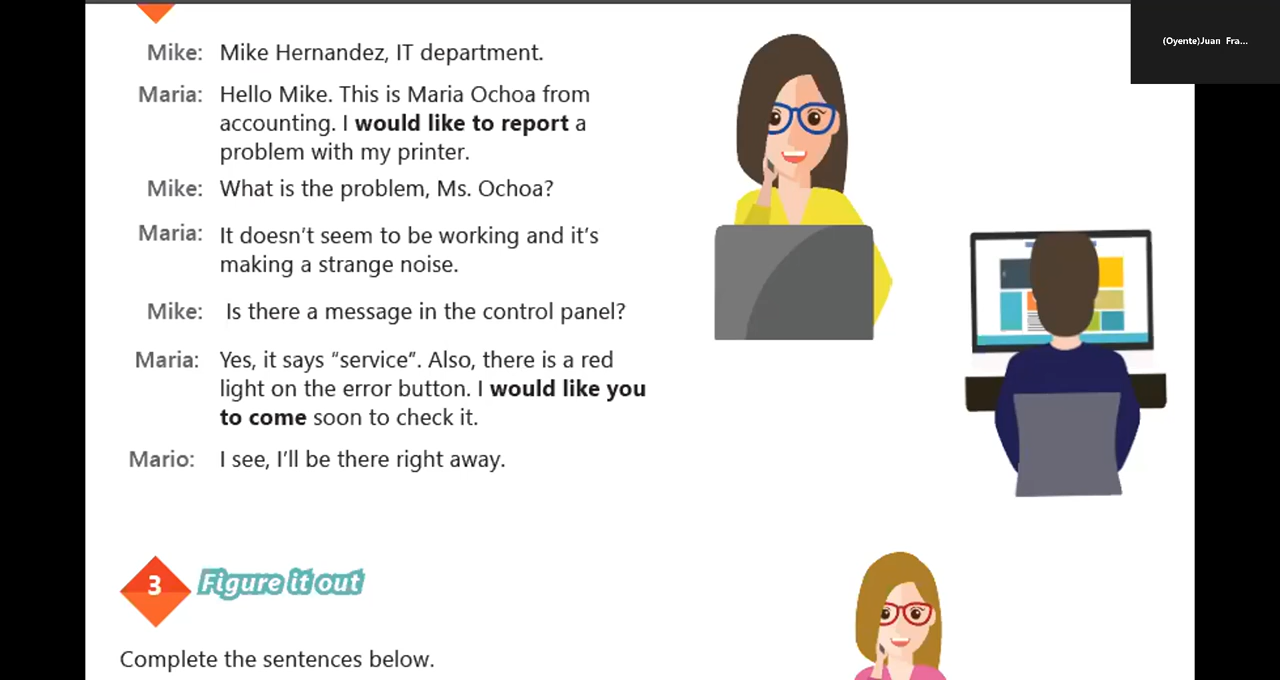 (Oyente)Juan Fra...
Mike: Mike Hernandez, IT department.
Maria: Hello Mike. This is Maria Ochoa from
accounting. I would like to report a
problem with my printer.
Mike: What is the problem, Ms. Ochoa?
Maria: It doesn't seem to be working and it's
making a strange noise.
Mike: Is there a message in the control panel?
Maria: Yes, it says “service”. Also, there is a red
light on the error button. I would like you
to come soon to check it.
Mario: I see, I'll be there right away.
3 Figure it out
Complete the sentences below.